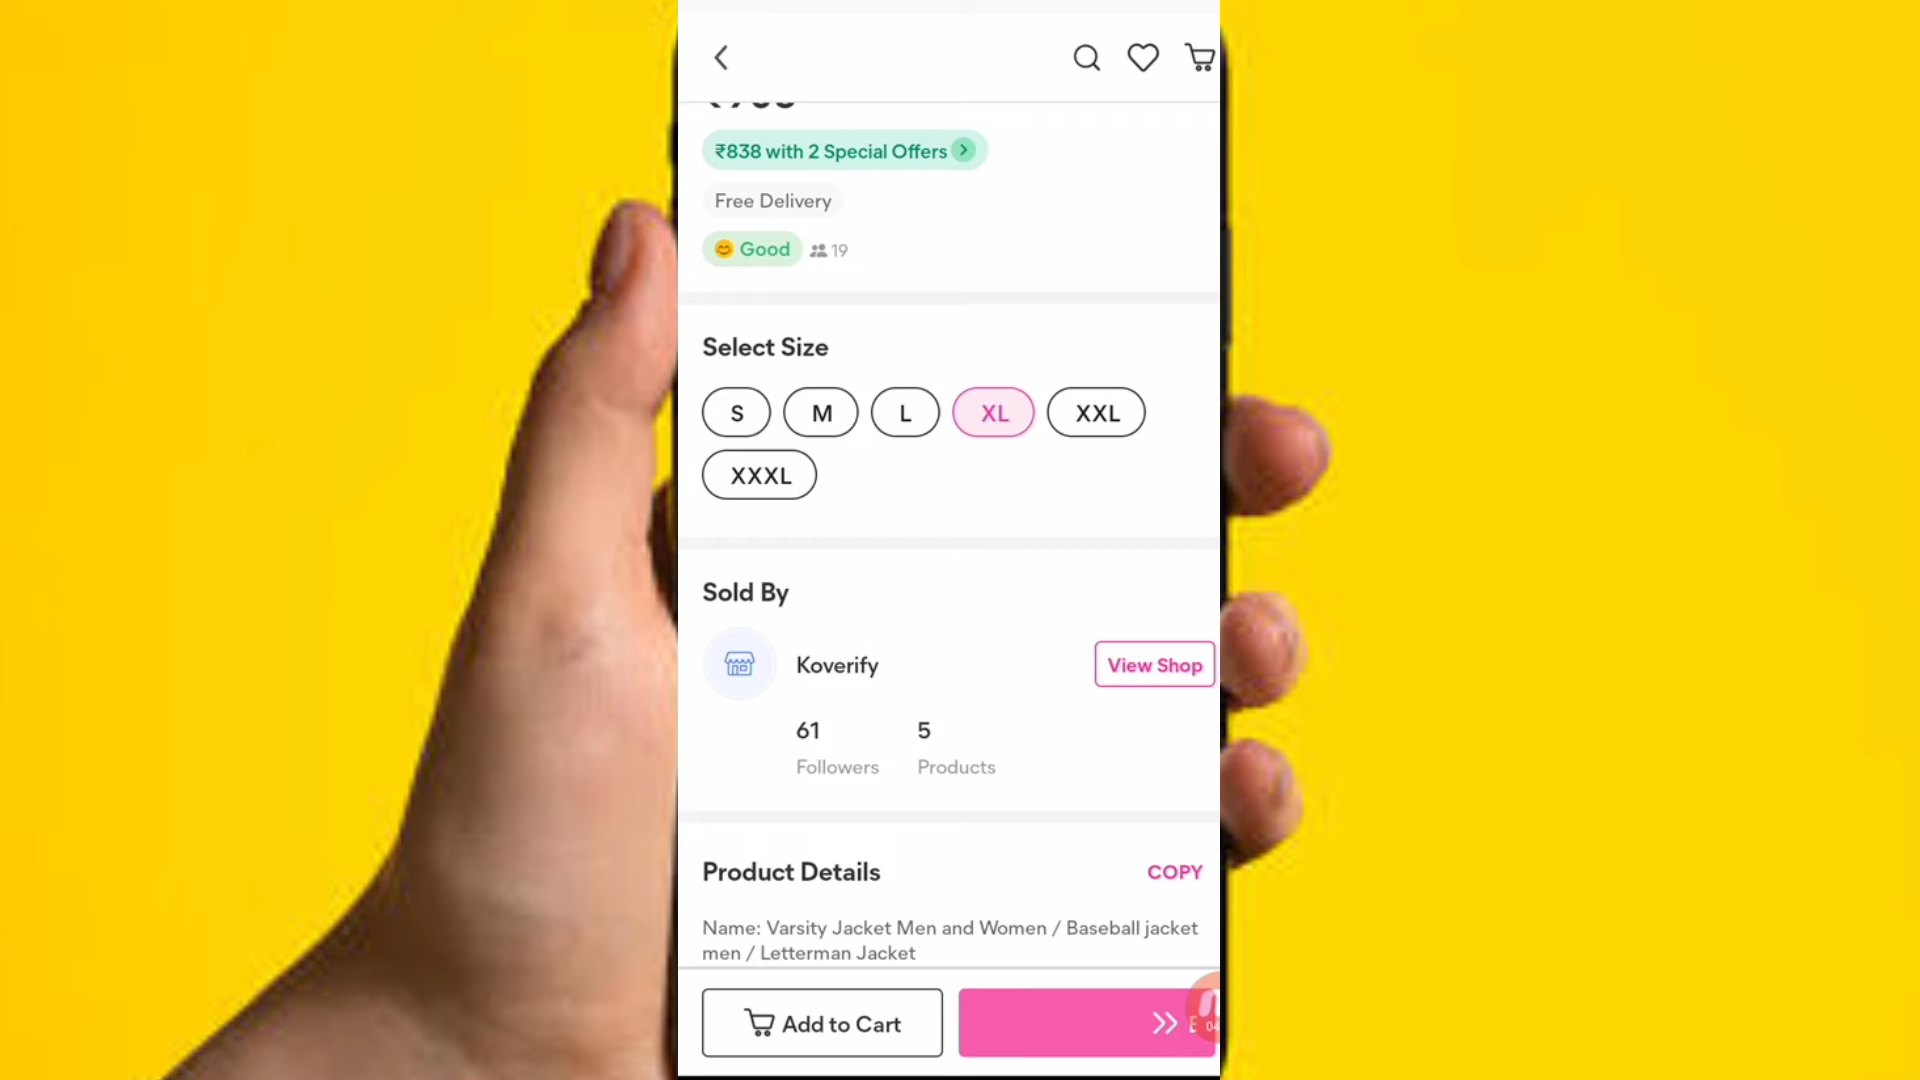 ₹838 with 2 Special Offers
Free Delivery
Good 19
Select Size
S M L XL XXL
XXXL
Sold By
Koverify
View Shop
61 5
Followers Products
Product Details COPY
Name: Varsity Jacket Men and Women / Baseball jacket
men / Letterman Jacket
Add to Cart
04